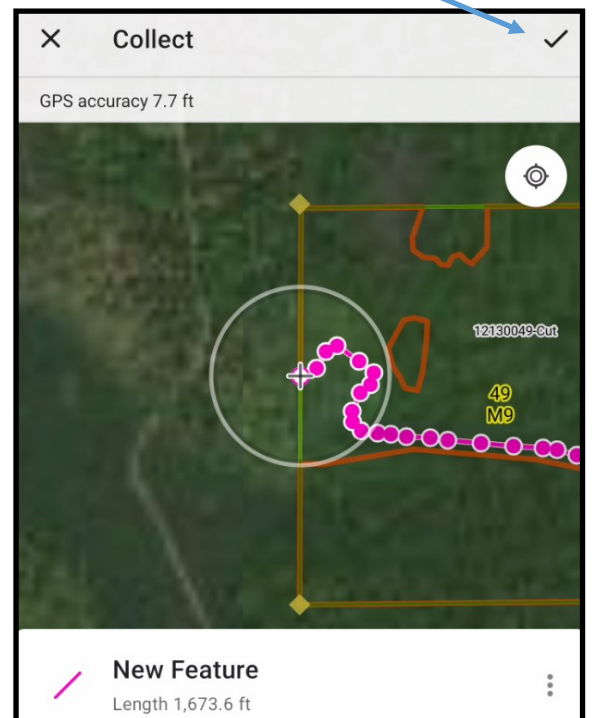 Collect
GPS accuracy 7.7 ft
12130049-Cut
49
M9
New Feature
Length 1,673.6 ft